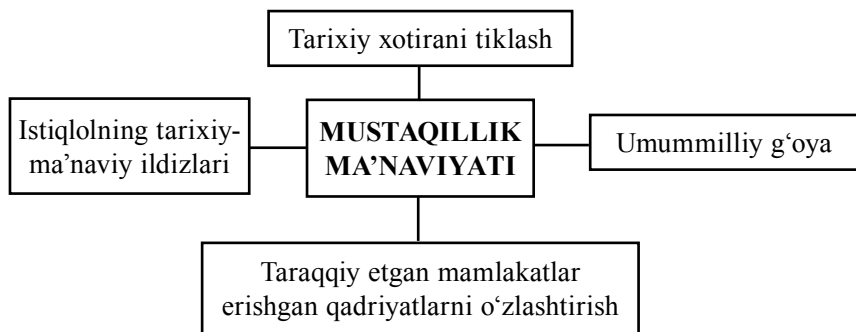 Tarixiy xotirani tiklash
Istiqlolning tarixiy-
ma’naviy ildizlari
MUSTAQILLIK
MA’NAVIYATI
Umummilliy g‘oya
Taraqqiy etgan mamlakatlar
erishgan qadriyatlarni o‘zlashtirish